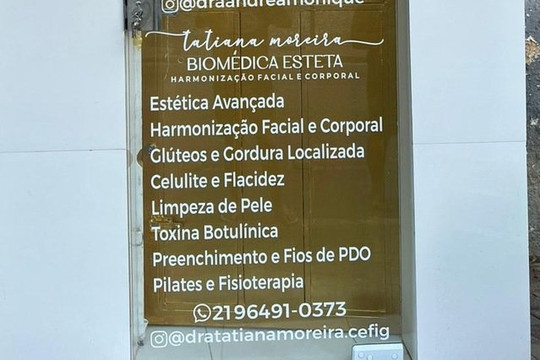 @draandreamonique
tatiana moreira
BIOMÉDICA ESTETA
HARMONIZAÇÃO FACIAL E CORPORAL
Estética Avançada
Harmonização Facial e Corporal
Glúteos e Gordura Localizada
Celulite e Flacidez
Limpeza de Pele
Toxina Botulínica
Preenchimento e Fios de PDO
Pilates e Fisioterapia
21 96491-0373
@dratatianamoreira.cefig